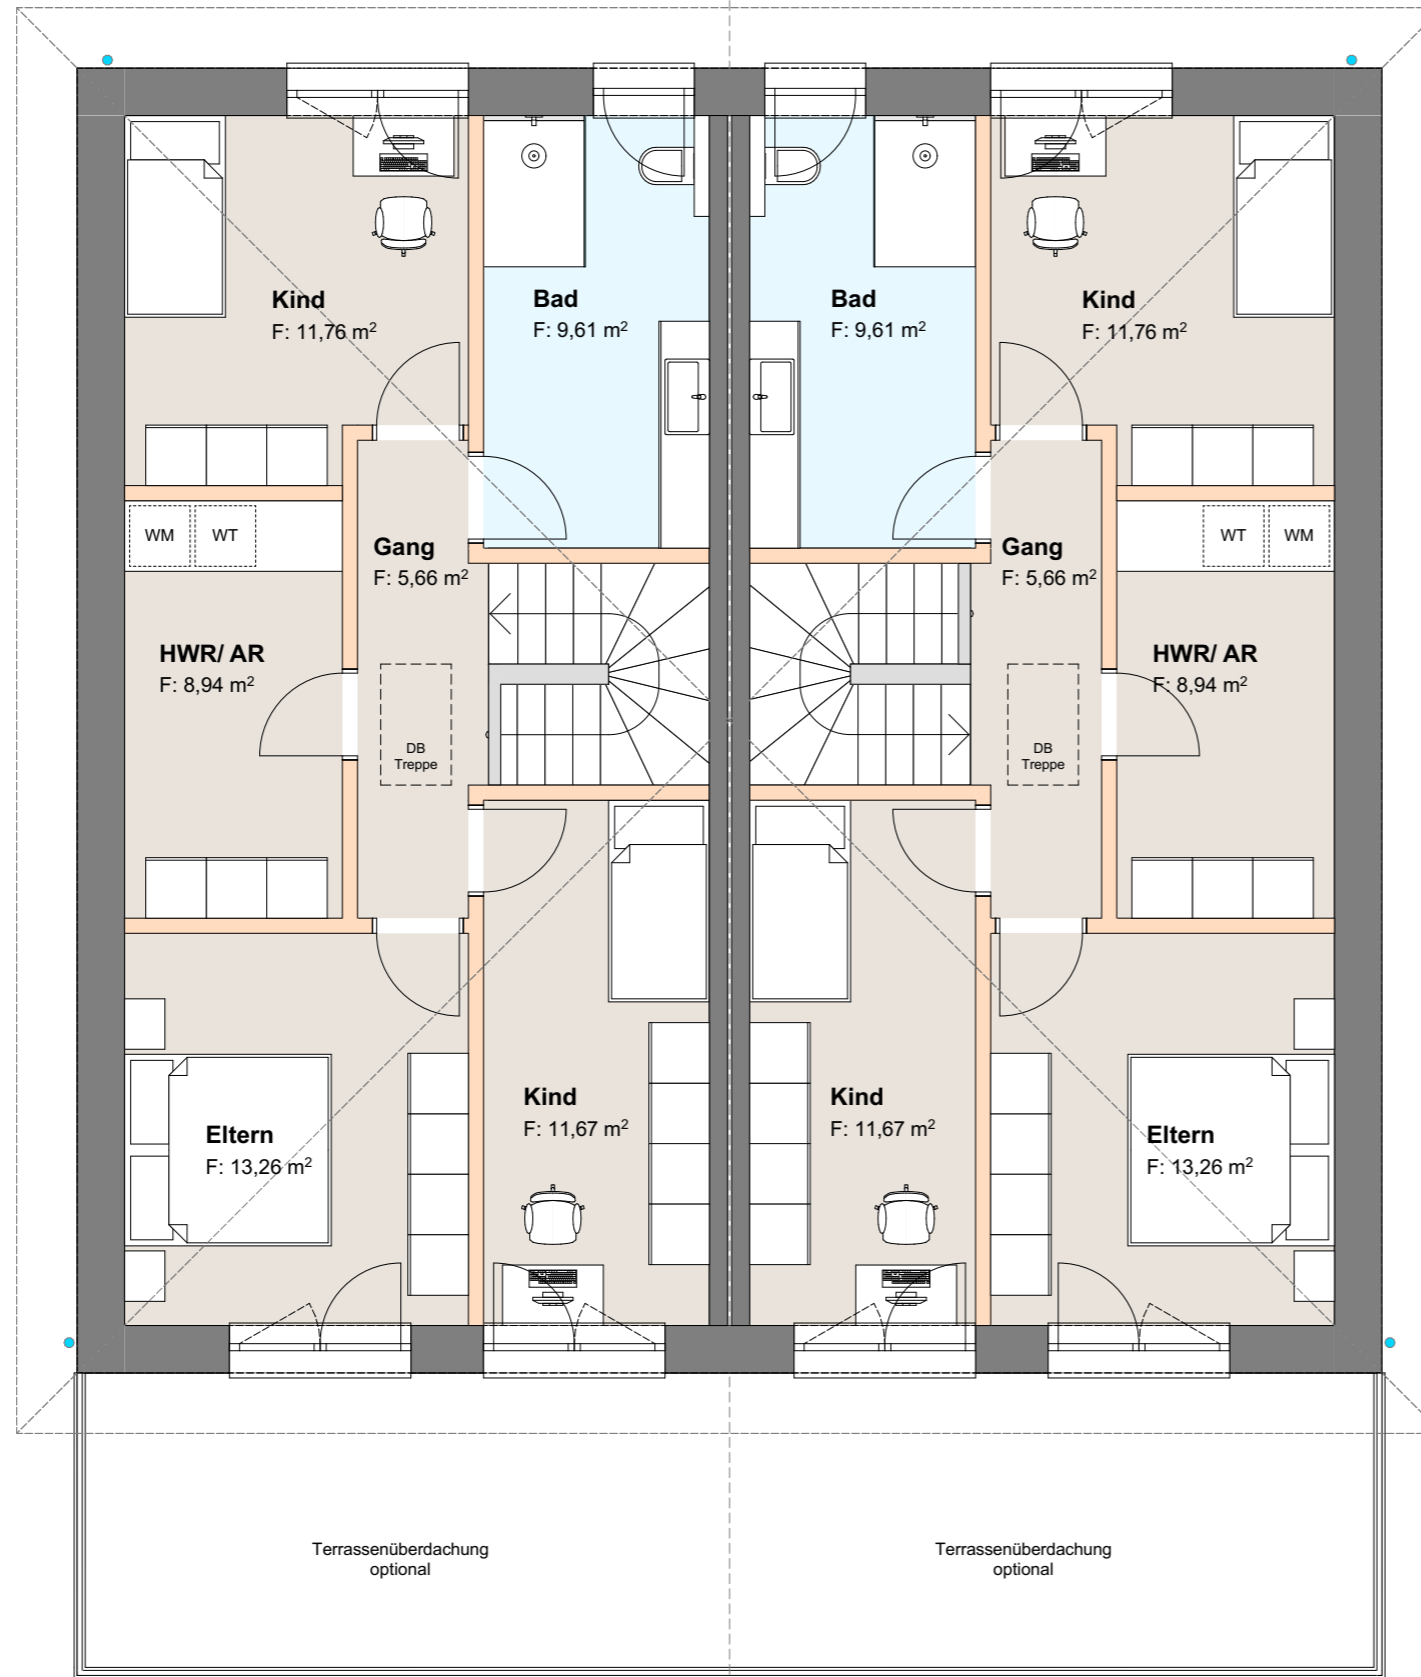 Kind
F: 11,76 m²
Bad
F: 9,61 m²
Bad
F: 9,61 m²
Kind
F: 11,76 m²
WM
WT
Gang
F: 5,66 m²
Gang
F: 5,66 m²
WT
WM
HWR/ AR
F: 8,94 m²
HWR/ AR
F: 8,94 m²
DB
Treppe
DB
Treppe
Eltern
F: 13,26 m²
Kind
F: 11,67 m²
Kind
F: 11,67 m²
Eltern
F: 13,26 m²
Terrassenüberdachung
optional
Terrassenüberdachung
optional